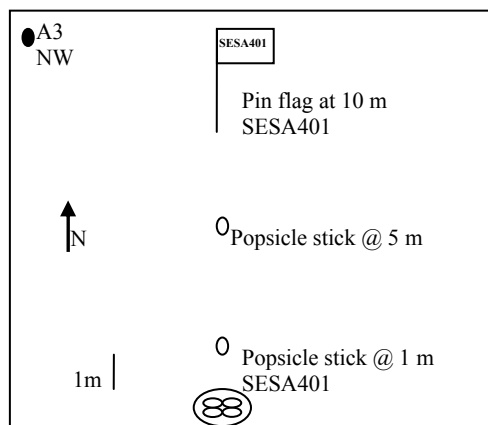 A3
NW
SESA401
Pin flag at 10 m
SESA401
N
Popsicle stick @ 5 m
Popsicle stick @ 1 m
SESA401
1m